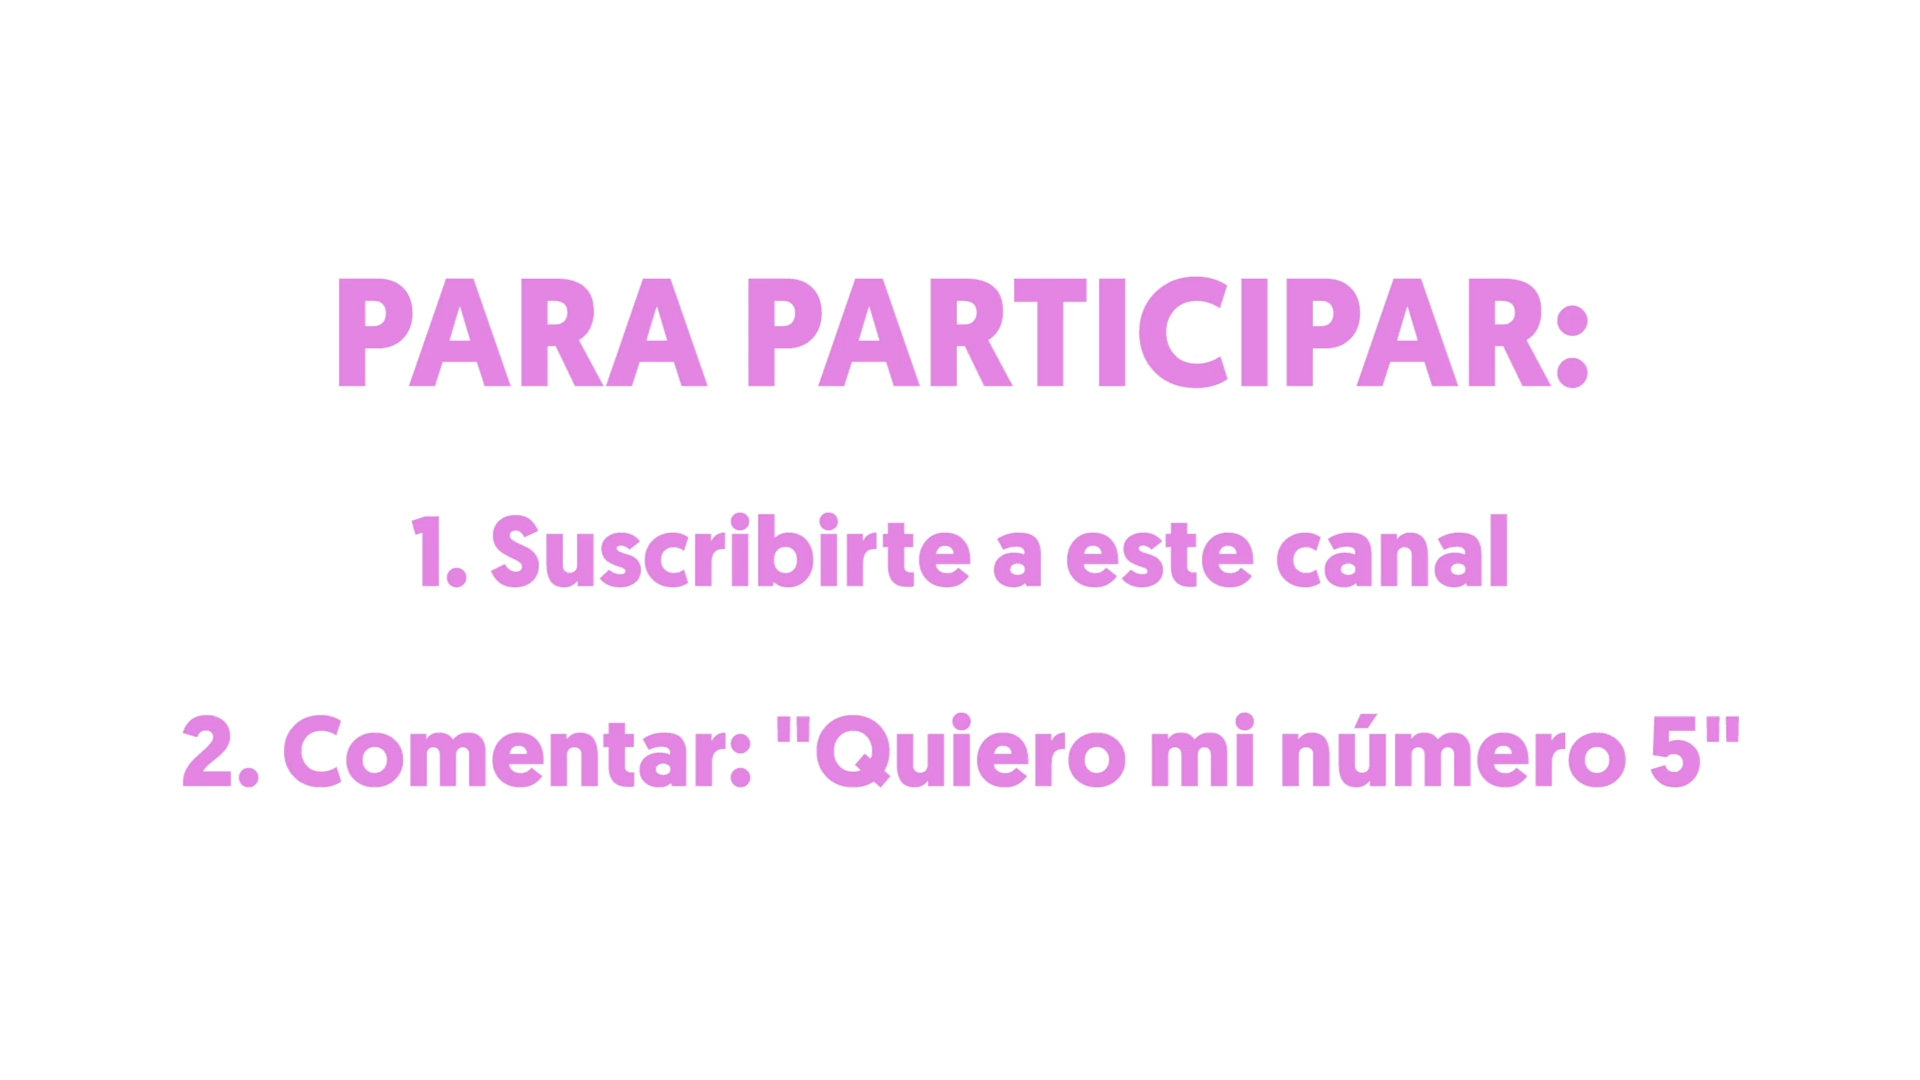 PARA PARTICIPAR:
1. Suscribirte a este canal
2. Comentar: "Quiero mi número 5"